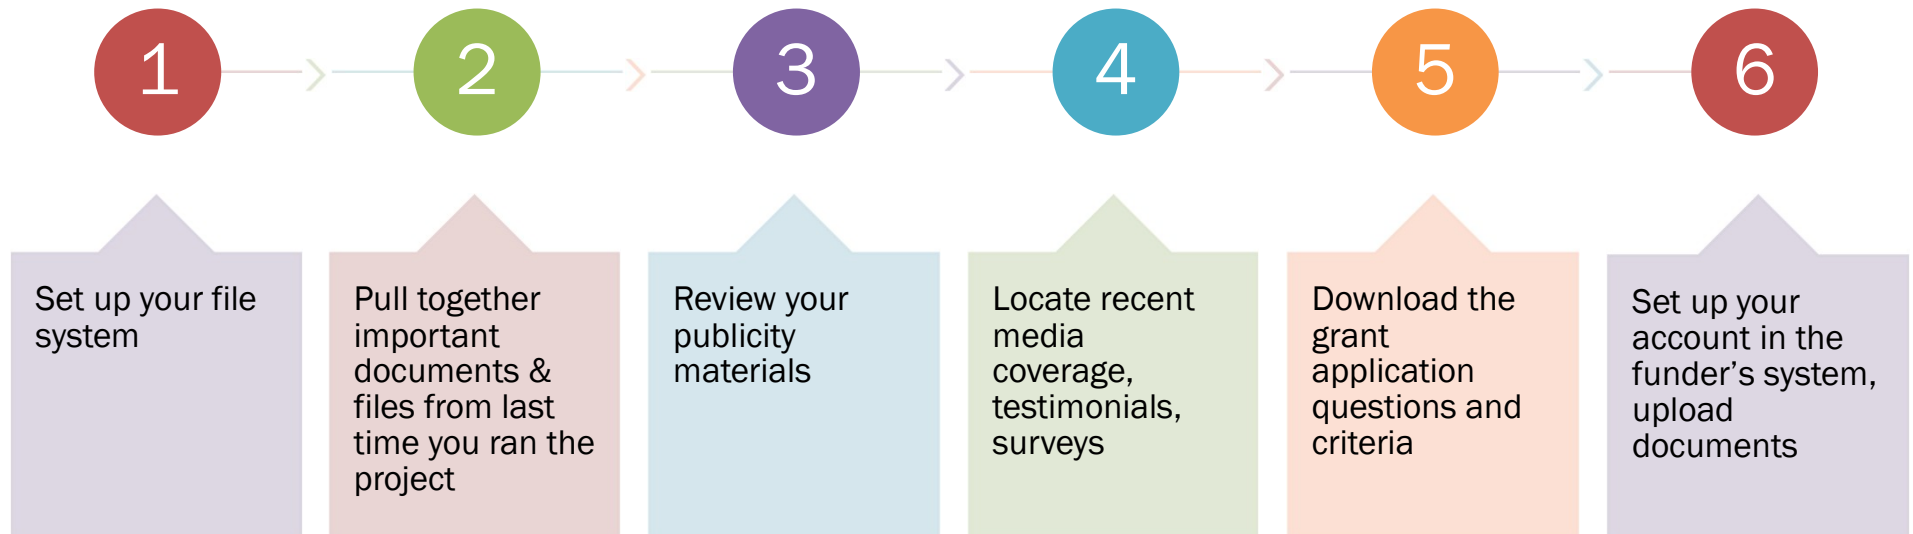 1
2
3
4
5
6
Set up your file
system
Pull together
important
documents &
files from last
time you ran the
project
Review your
publicity
materials
Locate recent
media
coverage,
testimonials,
surveys
Download the
grant
application
questions and
criteria
Set up your
account in the
funder’s system,
upload
documents